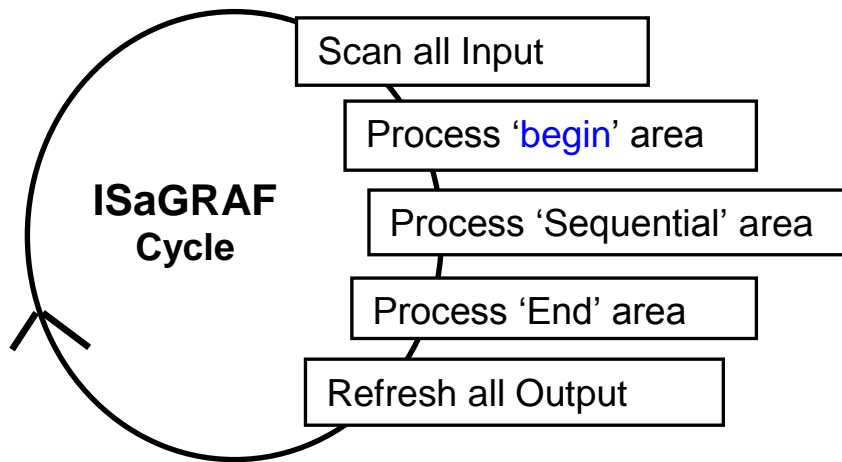 Scan all Input
Process ‘begin’ area
ISaGRAF
Cycle
Process ‘Sequential’ area
Process ‘End’ area
Refresh all Output